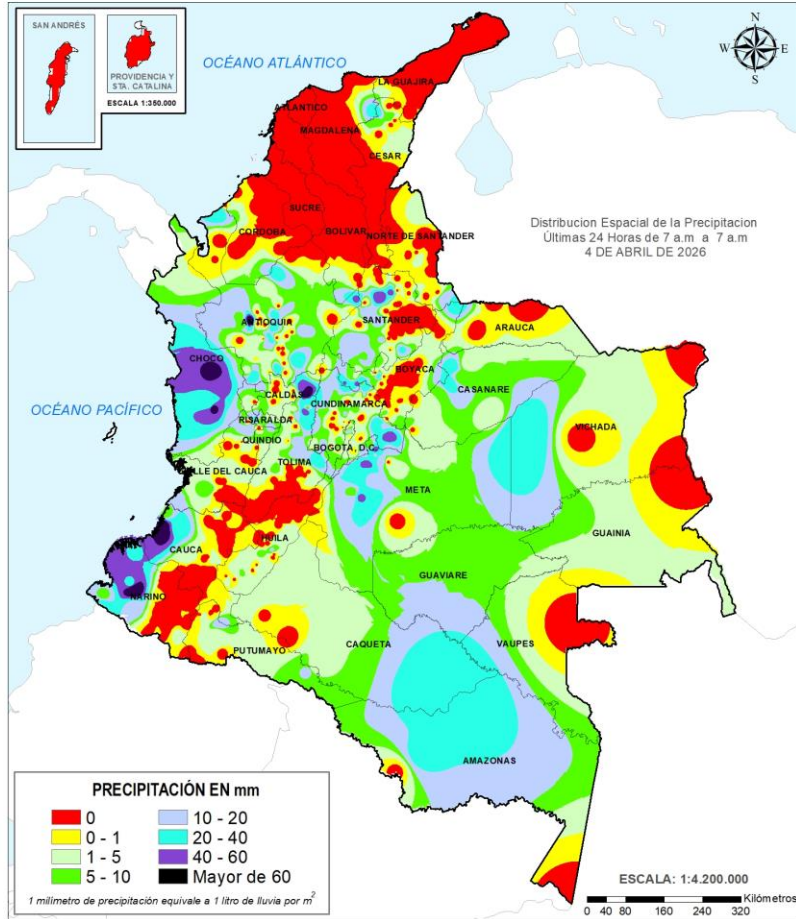 SAN ANDRÉS
PROVIDENCIA Y
STA. CATALINA
ESCALA 1:350.000
OCÉANO ATLÁNTICO
N
W
E
S
LA GUAJIRA
ATLANTICO
MAGDALENA
CESAR
SUCRE
CORDOBA
BOLIVAR
NORTE DE SANTANDER
Distribucion Espacial de la Precipitacion
Últimas 24 Horas de 7 a.m a 7 a.m
4 DE ABRIL DE 2026
ANTIOQUIA
SANTANDER
ARAUCA
CHOCO
BOYACA
CASANARE
CALDAS
CUNDINAMARCA
OCÉANO PACÍFICO
RISARALDA
VICHADA
QUINDIO
BOGOTA, D.C.
TOLIMA
VALLE DEL CAUCA
META
GUAINIA
CAUCA
HUILA
GUAVIARE
NARIÑO
CAQUETA
VAUPES
PUTUMAYO
AMAZONAS
PRECIPITACIÓN EN mm
0
10 - 20
0 - 1
20 - 40
1 - 5
40 - 60
5 - 10
Mayor de 60
1 milímetro de precipitación equivale a 1 litro de lluvia por m²
ESCALA: 1:4.200.000
Kilómetros
0 40 80 160 240 320